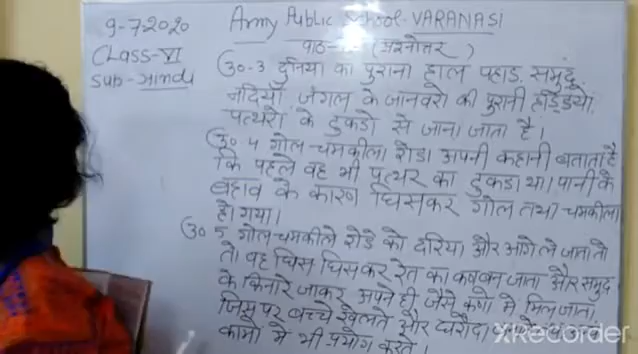 9-7-2020
Army Public School-VARANASI
Class-VI
Sub-हिन्दी
पाठ- (प्रश्नोत्तर)
उ०-3 दुनिया का पुराना हाल पहाड़, समुद्र,
नदियाँ, जंगल के जानवरो की पुरानी हड्डियो,
पत्थरो के टुकडो से जाना जाता है।
उ० 4 गोल-चमकीला रोडा अपनी कहानी बताता है
कि पहले वह भी पत्थर का टुकडा था। पानी के
बहाव के कारण घिसकर गोल तथा चमकीला
हो गया।
उ० 5 गोल चमकीले रोडे को दरिया और आगे ले जाता तो
तो वह घिस घिसकर रेत का कण बन जाता और समुद्र
के किनारे जाकर अपने ही जैसे कणो मे मिल जाता,
जिस पर बच्चे खेलते और घरौंदा
कामो मे भी प्रयोग करते।
XRecorder